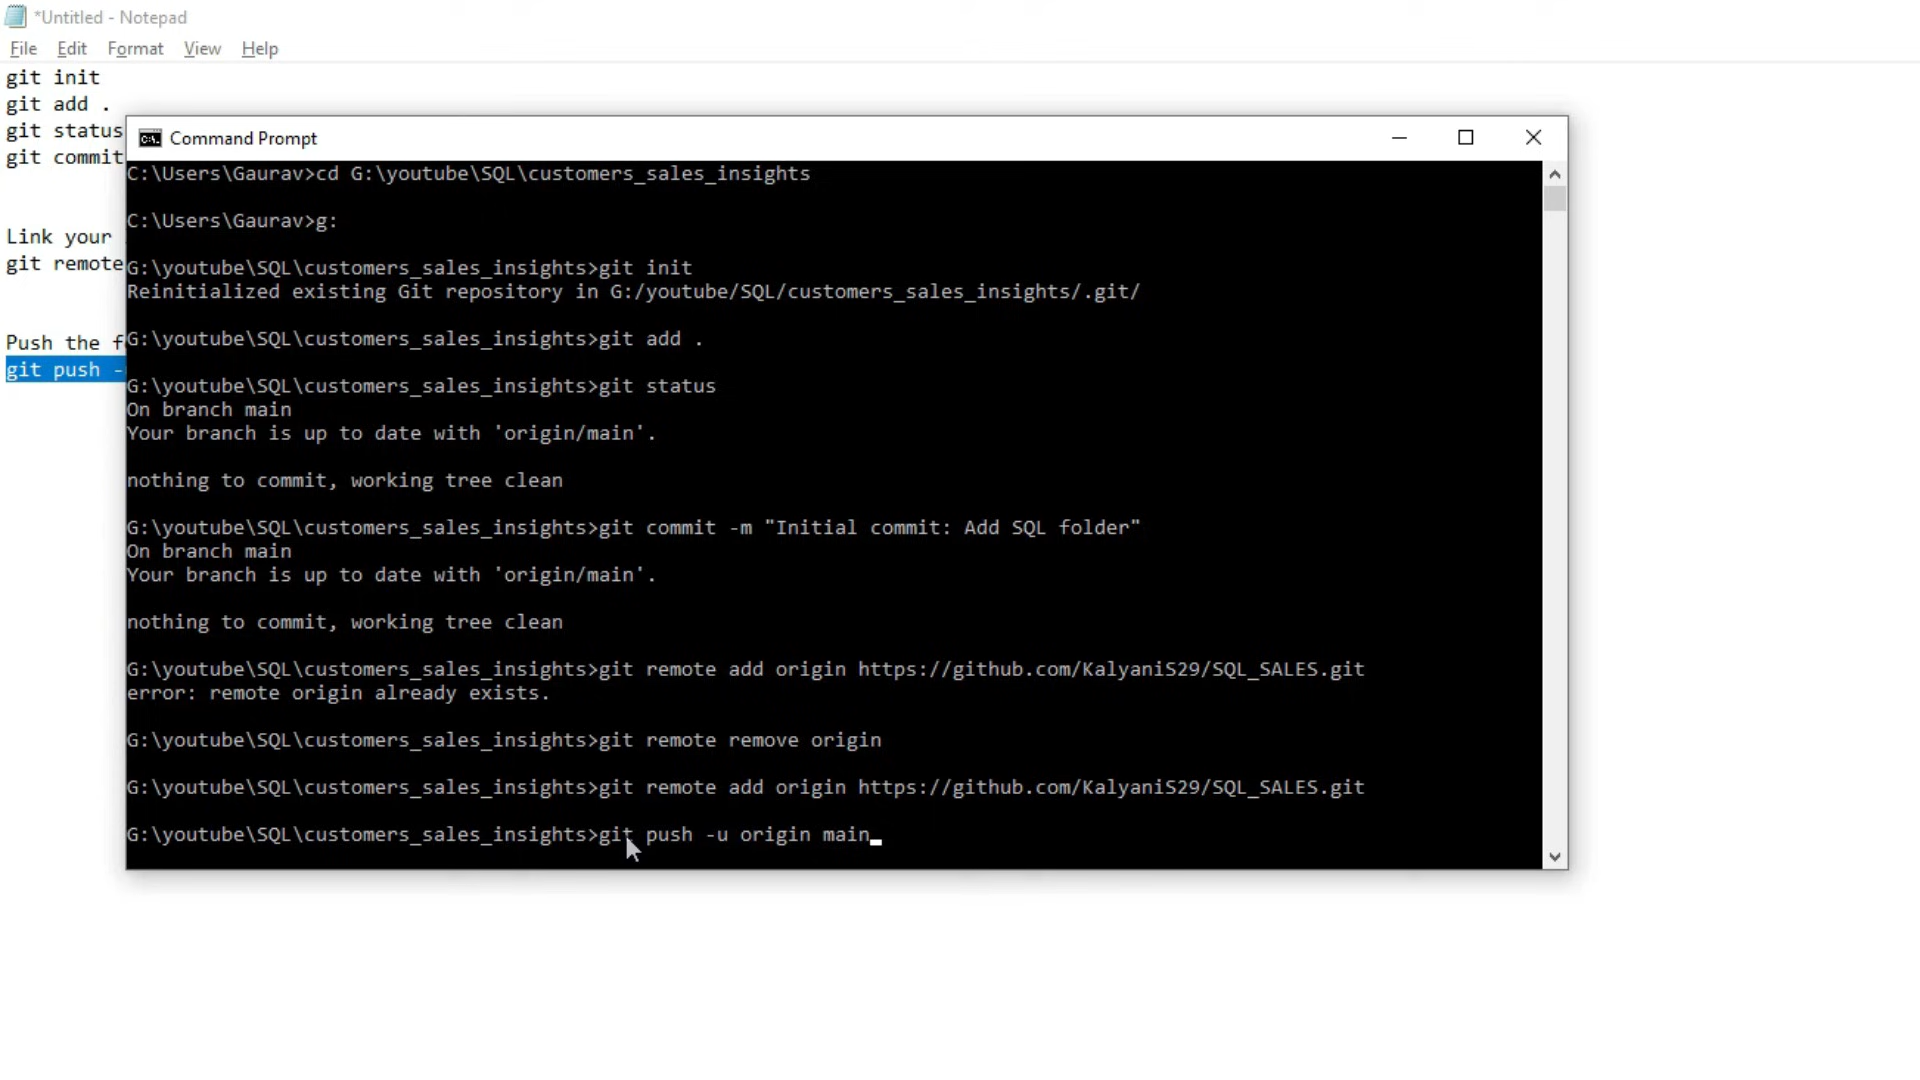 *Untitled - Notepad
File Edit Format View Help
git init
git add .
git status
git commit
Link your
git remote
Push the f
git push -
Command Prompt
C:\Users\Gaurav>cd G:\youtube\SQL\customers_sales_insights
C:\Users\Gaurav>g:
G:\youtube\SQL\customers_sales_insights>git init
Reinitialized existing Git repository in G:/youtube/SQL/customers_sales_insights/.git/
G:\youtube\SQL\customers_sales_insights>git add .
G:\youtube\SQL\customers_sales_insights>git status
On branch main
Your branch is up to date with 'origin/main'.
nothing to commit, working tree clean
G:\youtube\SQL\customers_sales_insights>git commit -m "Initial commit: Add SQL folder"
On branch main
Your branch is up to date with 'origin/main'.
nothing to commit, working tree clean
G:\youtube\SQL\customers_sales_insights>git remote add origin https://github.com/KalyaniS29/SQL_SALES.git
error: remote origin already exists.
G:\youtube\SQL\customers_sales_insights>git remote remove origin
G:\youtube\SQL\customers_sales_insights>git remote add origin https://github.com/KalyaniS29/SQL_SALES.git
G:\youtube\SQL\customers_sales_insights>git push -u origin main